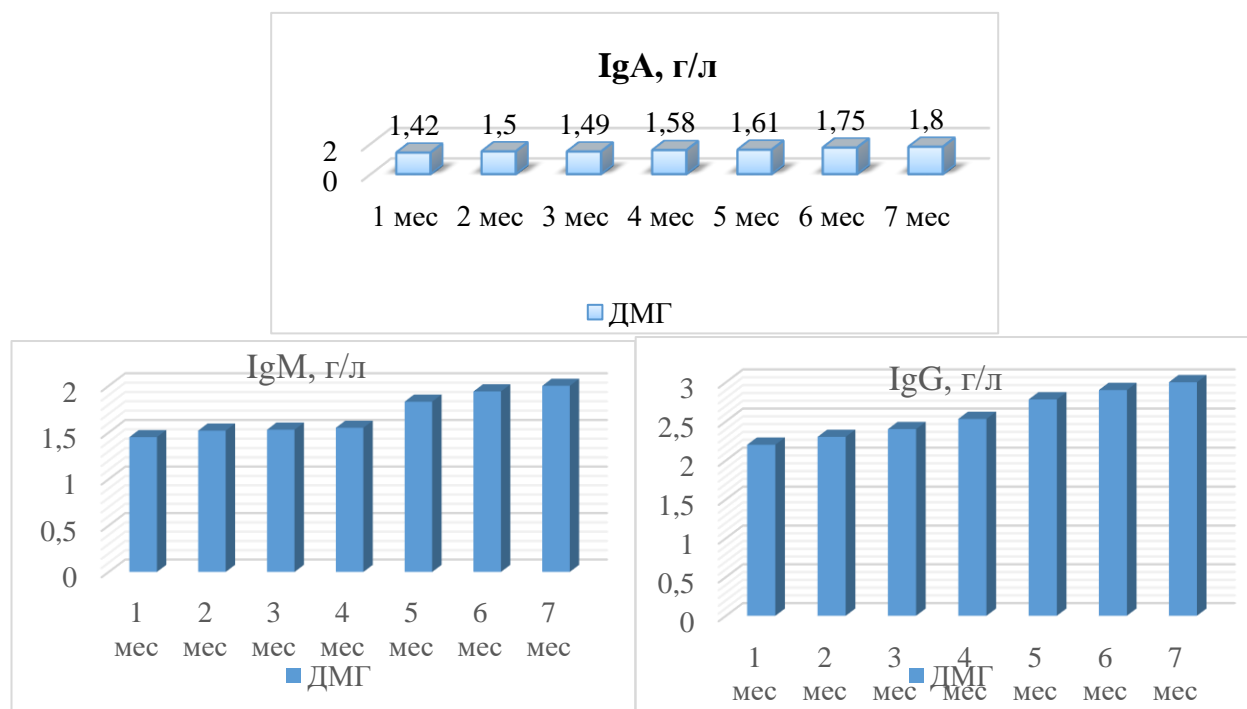 IgA, г/л
1,42 1,5 1,49 1,58 1,61 1,75 1,8
2
0
1 мес 2 мес 3 мес 4 мес 5 мес 6 мес 7 мес
ДМГ
IgM, г/л
2
1,5
1
0,5
0
1 2 3 4 5 6 7
мес мес мес мес мес мес мес
ДМГ
IgG, г/л
3
2,5
2
1,5
1
0,5
0
1 2 3 4 5 6 7
мес мес мес мес мес мес мес
ДМГ